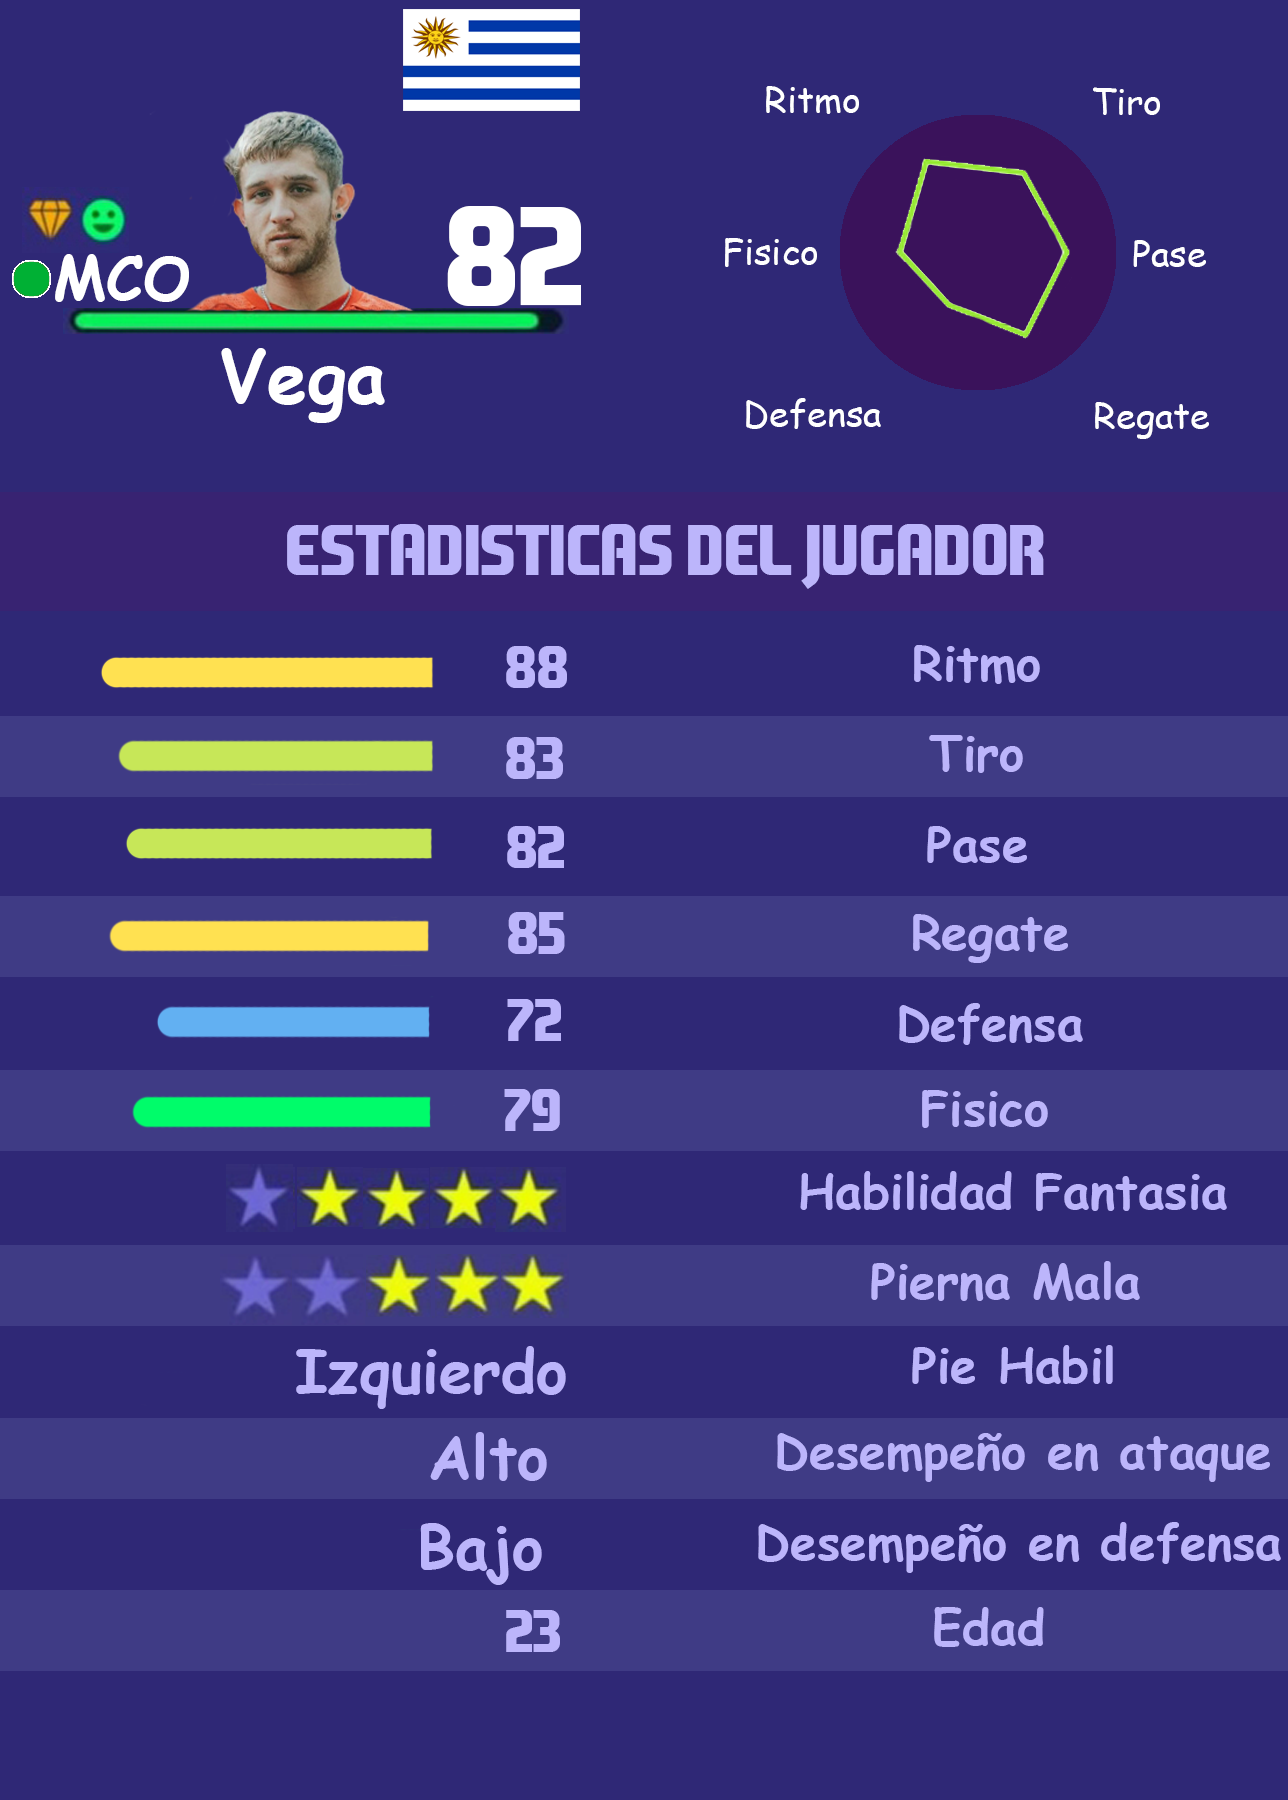 Ritmo
Tiro
MCO
82
Fisico
Pase
Vega
Defensa
Regate
ESTADISTICAS DEL JUGADOR
88 Ritmo
83 Tiro
82 Pase
85 Regate
72 Defensa
79 Fisico
Habilidad Fantasia
Pierna Mala
Izquierdo Pie Habil
Alto Desempeño en ataque
Bajo Desempeño en defensa
23 Edad